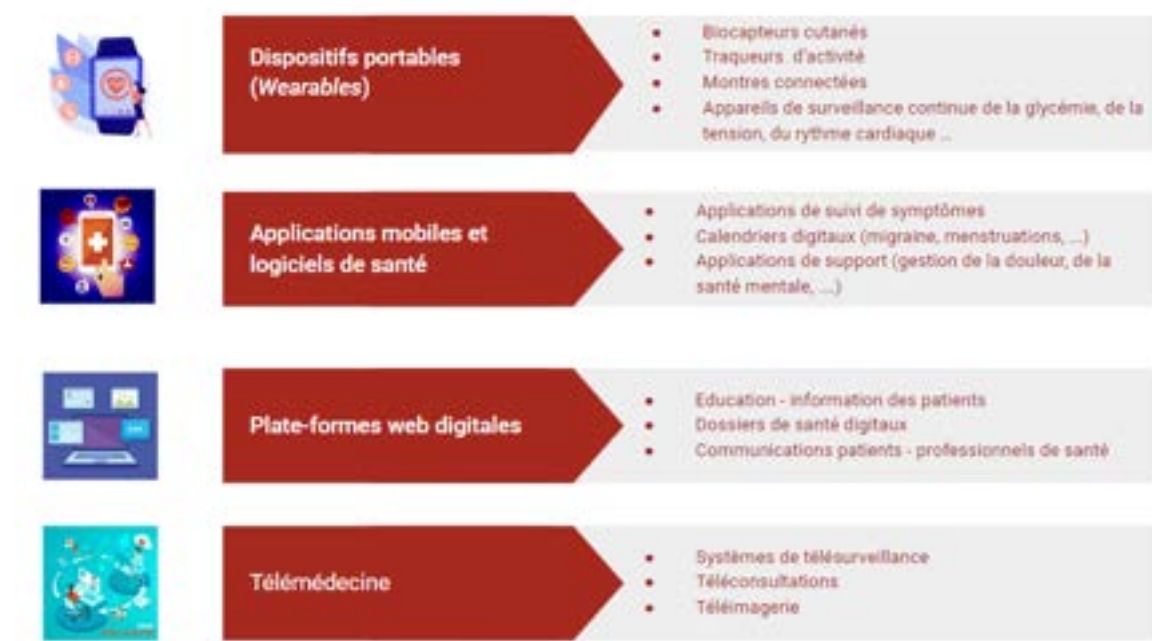 Dispositifs portables
(Wearables)
• Biocapteurs cutanés
• Traqueurs d'activité
• Montres connectées
• Appareils de surveillance continue de la glycémie, de la
tension, du rythme cardiaque ...
Applications mobiles et
logiciels de santé
• Applications de suivi de symptômes
• Calendriers digitaux (migraine, menstruations, ...)
• Applications de support (gestion de la douleur, de la
santé mentale, ....)
Plate-formes web digitales
• Education - information des patients
• Dossiers de santé digitaux
• Communications patients - professionnels de santé
Télémédecine
• Systèmes de télésurveillance
• Téléconsultations
• Téléimagerie